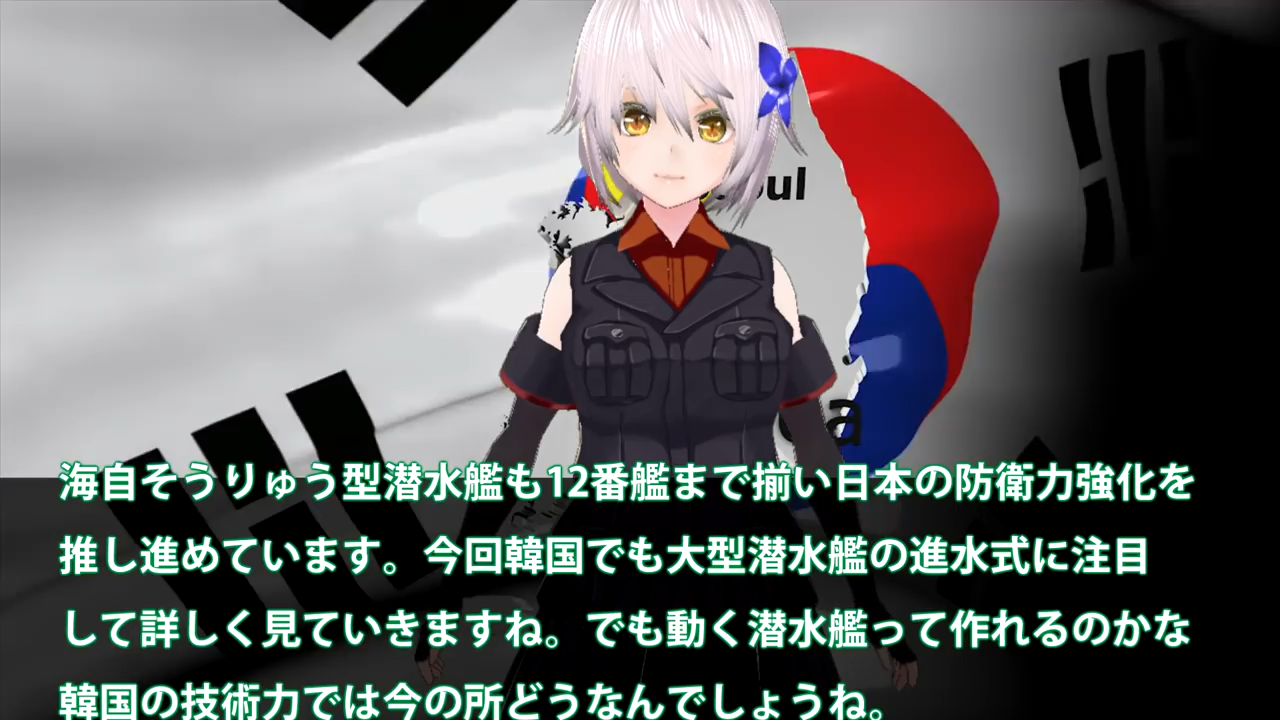 oul
a
海自そうりゅう型潜水艦も12番艦まで揃い日本の防衛力強化を
推し進めています。今回韓国でも大型潜水艦の進水式に注目
して詳しく見ていきますね。でも動く潜水艦って作れるのかな
韓国の技術力では今の所どうなんでしょうね。